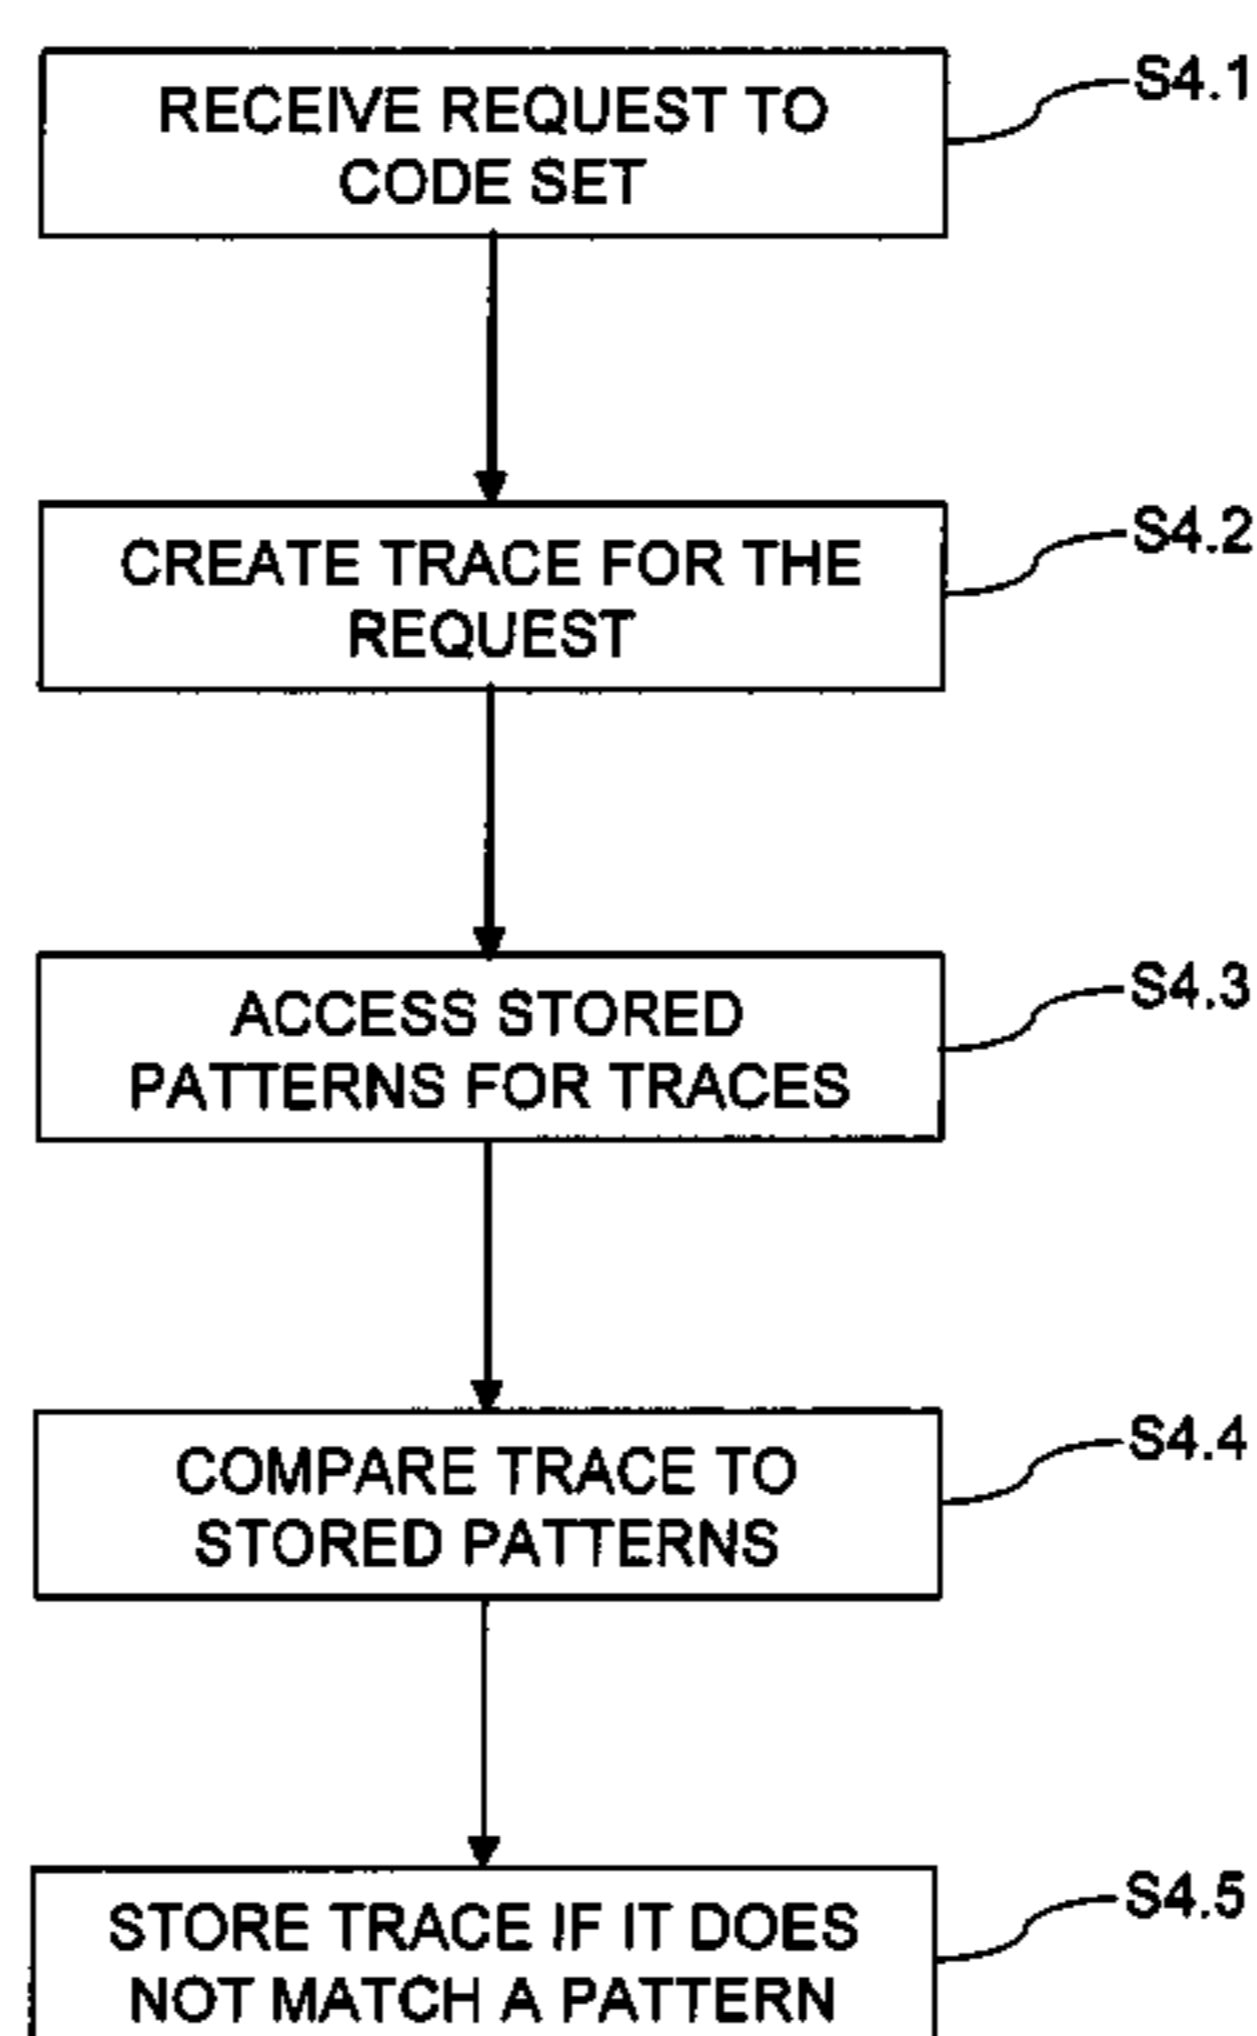 RECEIVE REQUEST TO
CODE SET
S4.1
CREATE TRACE FOR THE
REQUEST
S4.2
ACCESS STORED
PATTERNS FOR TRACES
S4.3
COMPARE TRACE TO
STORED PATTERNS
S4.4
STORE TRACE IF IT DOES
NOT MATCH A PATTERN
S4.5